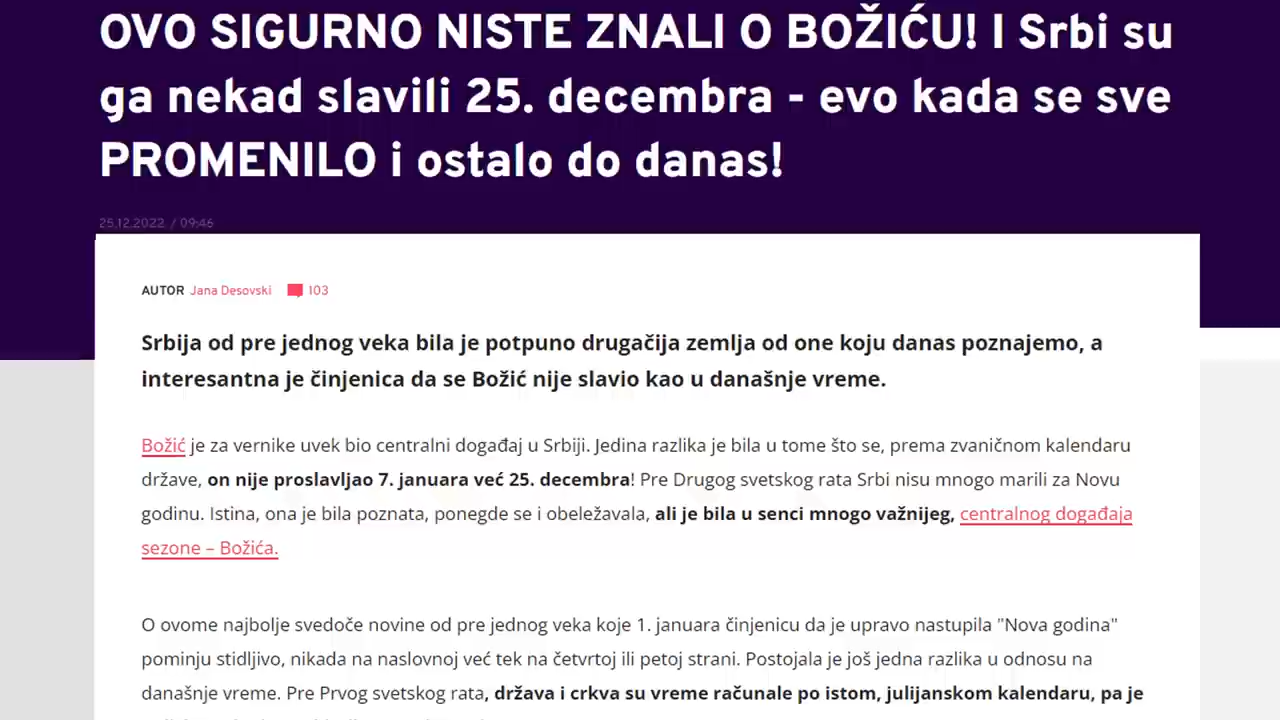 OVO SIGURNO NISTE ZNALI O BOŽIĆU! I Srbi su
ga nekad slavili 25. decembra - evo kada se sve
PROMENILO i ostalo do danas!
25.12.2022 / 09:46
AUTOR Jana Desovski 103
Srbija od pre jednog veka bila je potpuno drugačija zemlja od one koju danas poznajemo, a
interesantna je činjenica da se Božić nije slavio kao u današnje vreme.
Božić je za vernike uvek bio centralni događaj u Srbiji. Jedina razlika je bila u tome što se, prema zvaničnom kalendaru
države, on nije proslavljao 7. januara već 25. decembra! Pre Drugog svetskog rata Srbi nisu mnogo marili za Novu
godinu. Istina, ona je bila poznata, ponegde se i obeležavala, ali je bila u senci mnogo važnijeg, centralnog događaja
sezone – Božića.
O ovome najbolje svedoče novine od pre jednog veka koje 1. januara činjenicu da je upravo nastupila "Nova godina"
pominju stidljivo, nikada na naslovnoj već tek na četvrtoj ili petoj strani. Postojala je još jedna razlika u odnosu na
današnje vreme. Pre Prvog svetskog rata, država i crkva su vreme računale po istom, julijanskom kalendaru, pa je